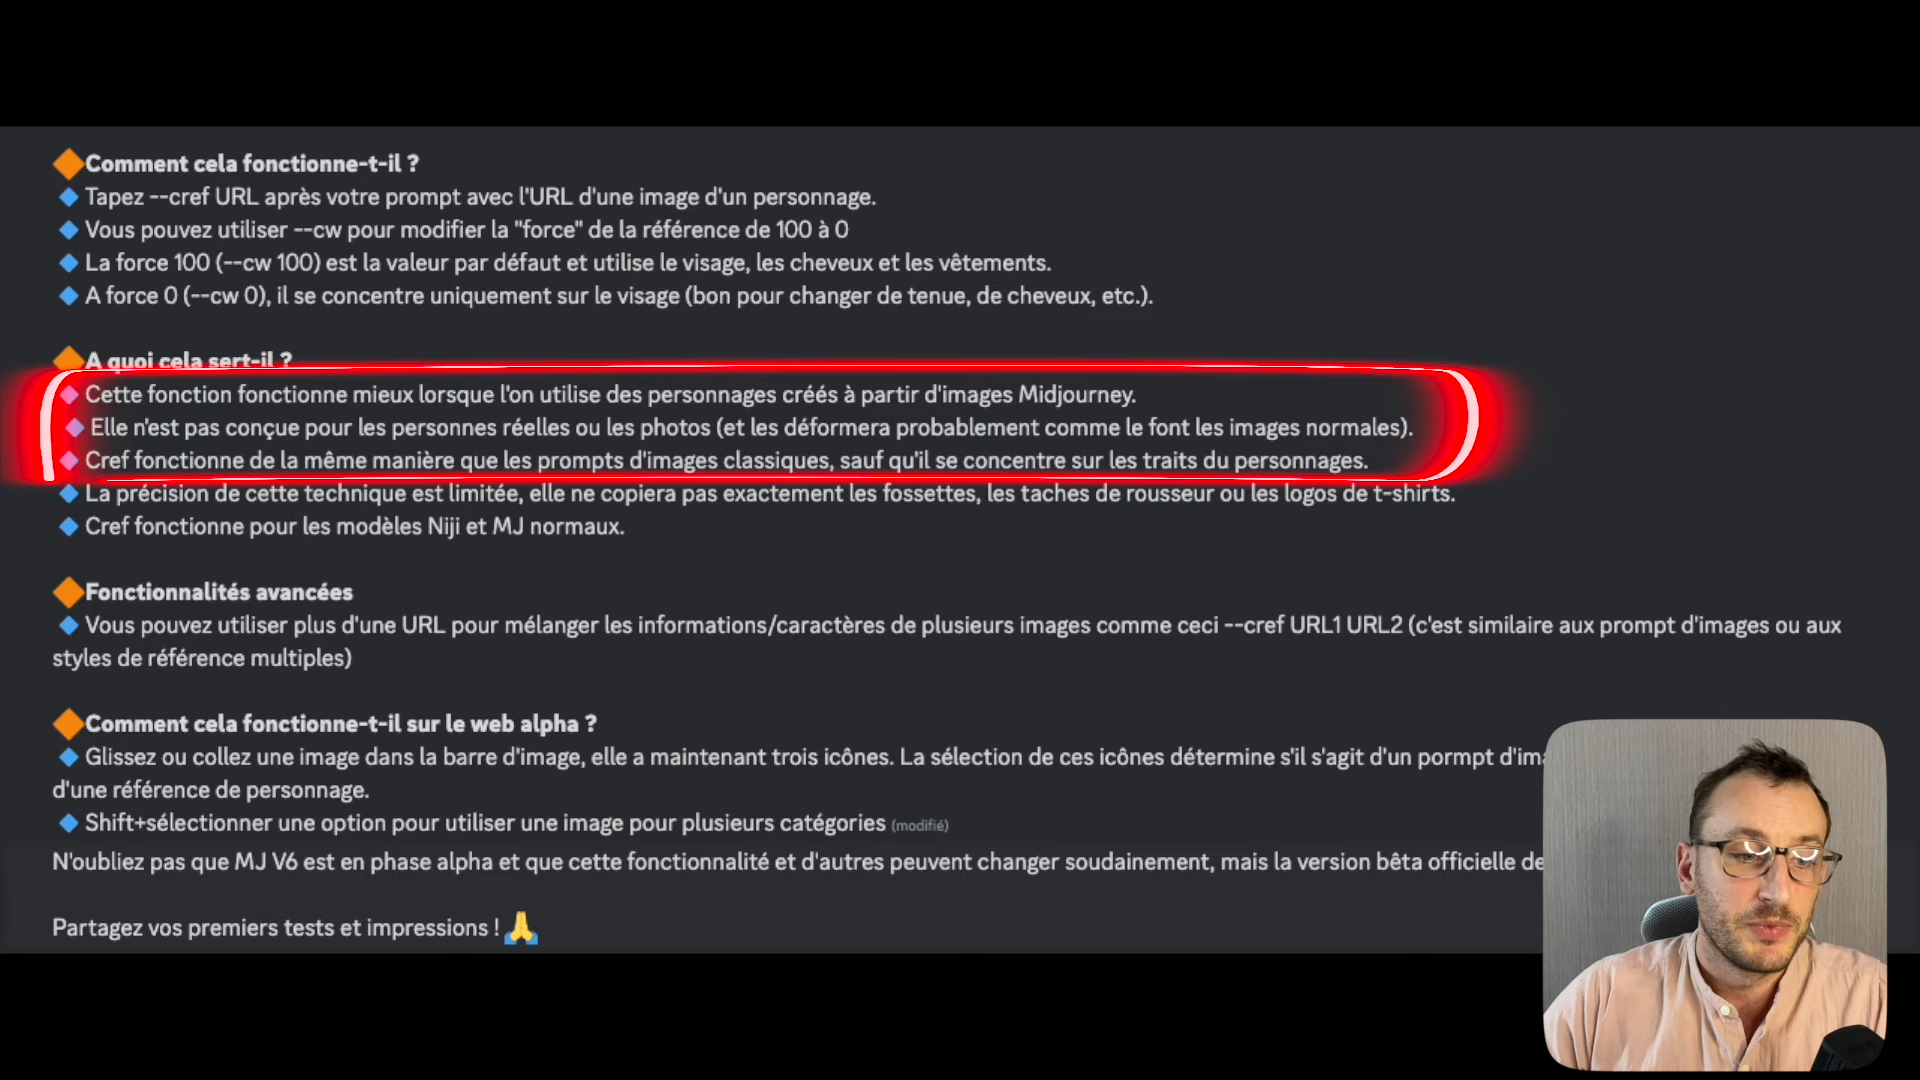 Comment cela fonctionne-t-il ?
Tapez --cref URL après votre prompt avec l'URL d'une image d'un personnage.
Vous pouvez utiliser --cw pour modifier la "force" de la référence de 100 à 0
La force 100 (--cw 100) est la valeur par défaut et utilise le visage, les cheveux et les vêtements.
A force 0 (--cw 0), il se concentre uniquement sur le visage (bon pour changer de tenue, de cheveux, etc.).
A quoi cela sert-il ?
Cette fonction fonctionne mieux lorsque l'on utilise des personnages créés à partir d'images Midjourney.
Elle n'est pas conçue pour les personnes réelles ou les photos (et les déformera probablement comme le font les images normales).
Cref fonctionne de la même manière que les prompts d'images classiques, sauf qu'il se concentre sur les traits du personnages.
La précision de cette technique est limitée, elle ne copiera pas exactement les fossettes, les taches de rousseur ou les logos de t-shirts.
Cref fonctionne pour les modèles Niji et MJ normaux.
Fonctionnalités avancées
Vous pouvez utiliser plus d'une URL pour mélanger les informations/caractères de plusieurs images comme ceci --cref URL1 URL2 (c'est similaire aux prompt d'images ou aux
styles de référence multiples)
Comment cela fonctionne-t-il sur le web alpha ?
Glissez ou collez une image dans la barre d'image, elle a maintenant trois icônes. La sélection de ces icônes détermine s'il s'agit d'un pormpt
d'une référence de personnage.
Shift+sélectionner une option pour utiliser une image pour plusieurs catégories (modifié)
N'oubliez pas que MJ V6 est en phase alpha et que cette fonctionnalité et d'autres peuvent changer soudainement, mais la version bêta officielle
Partagez vos premiers tests et impressions ! 🙏